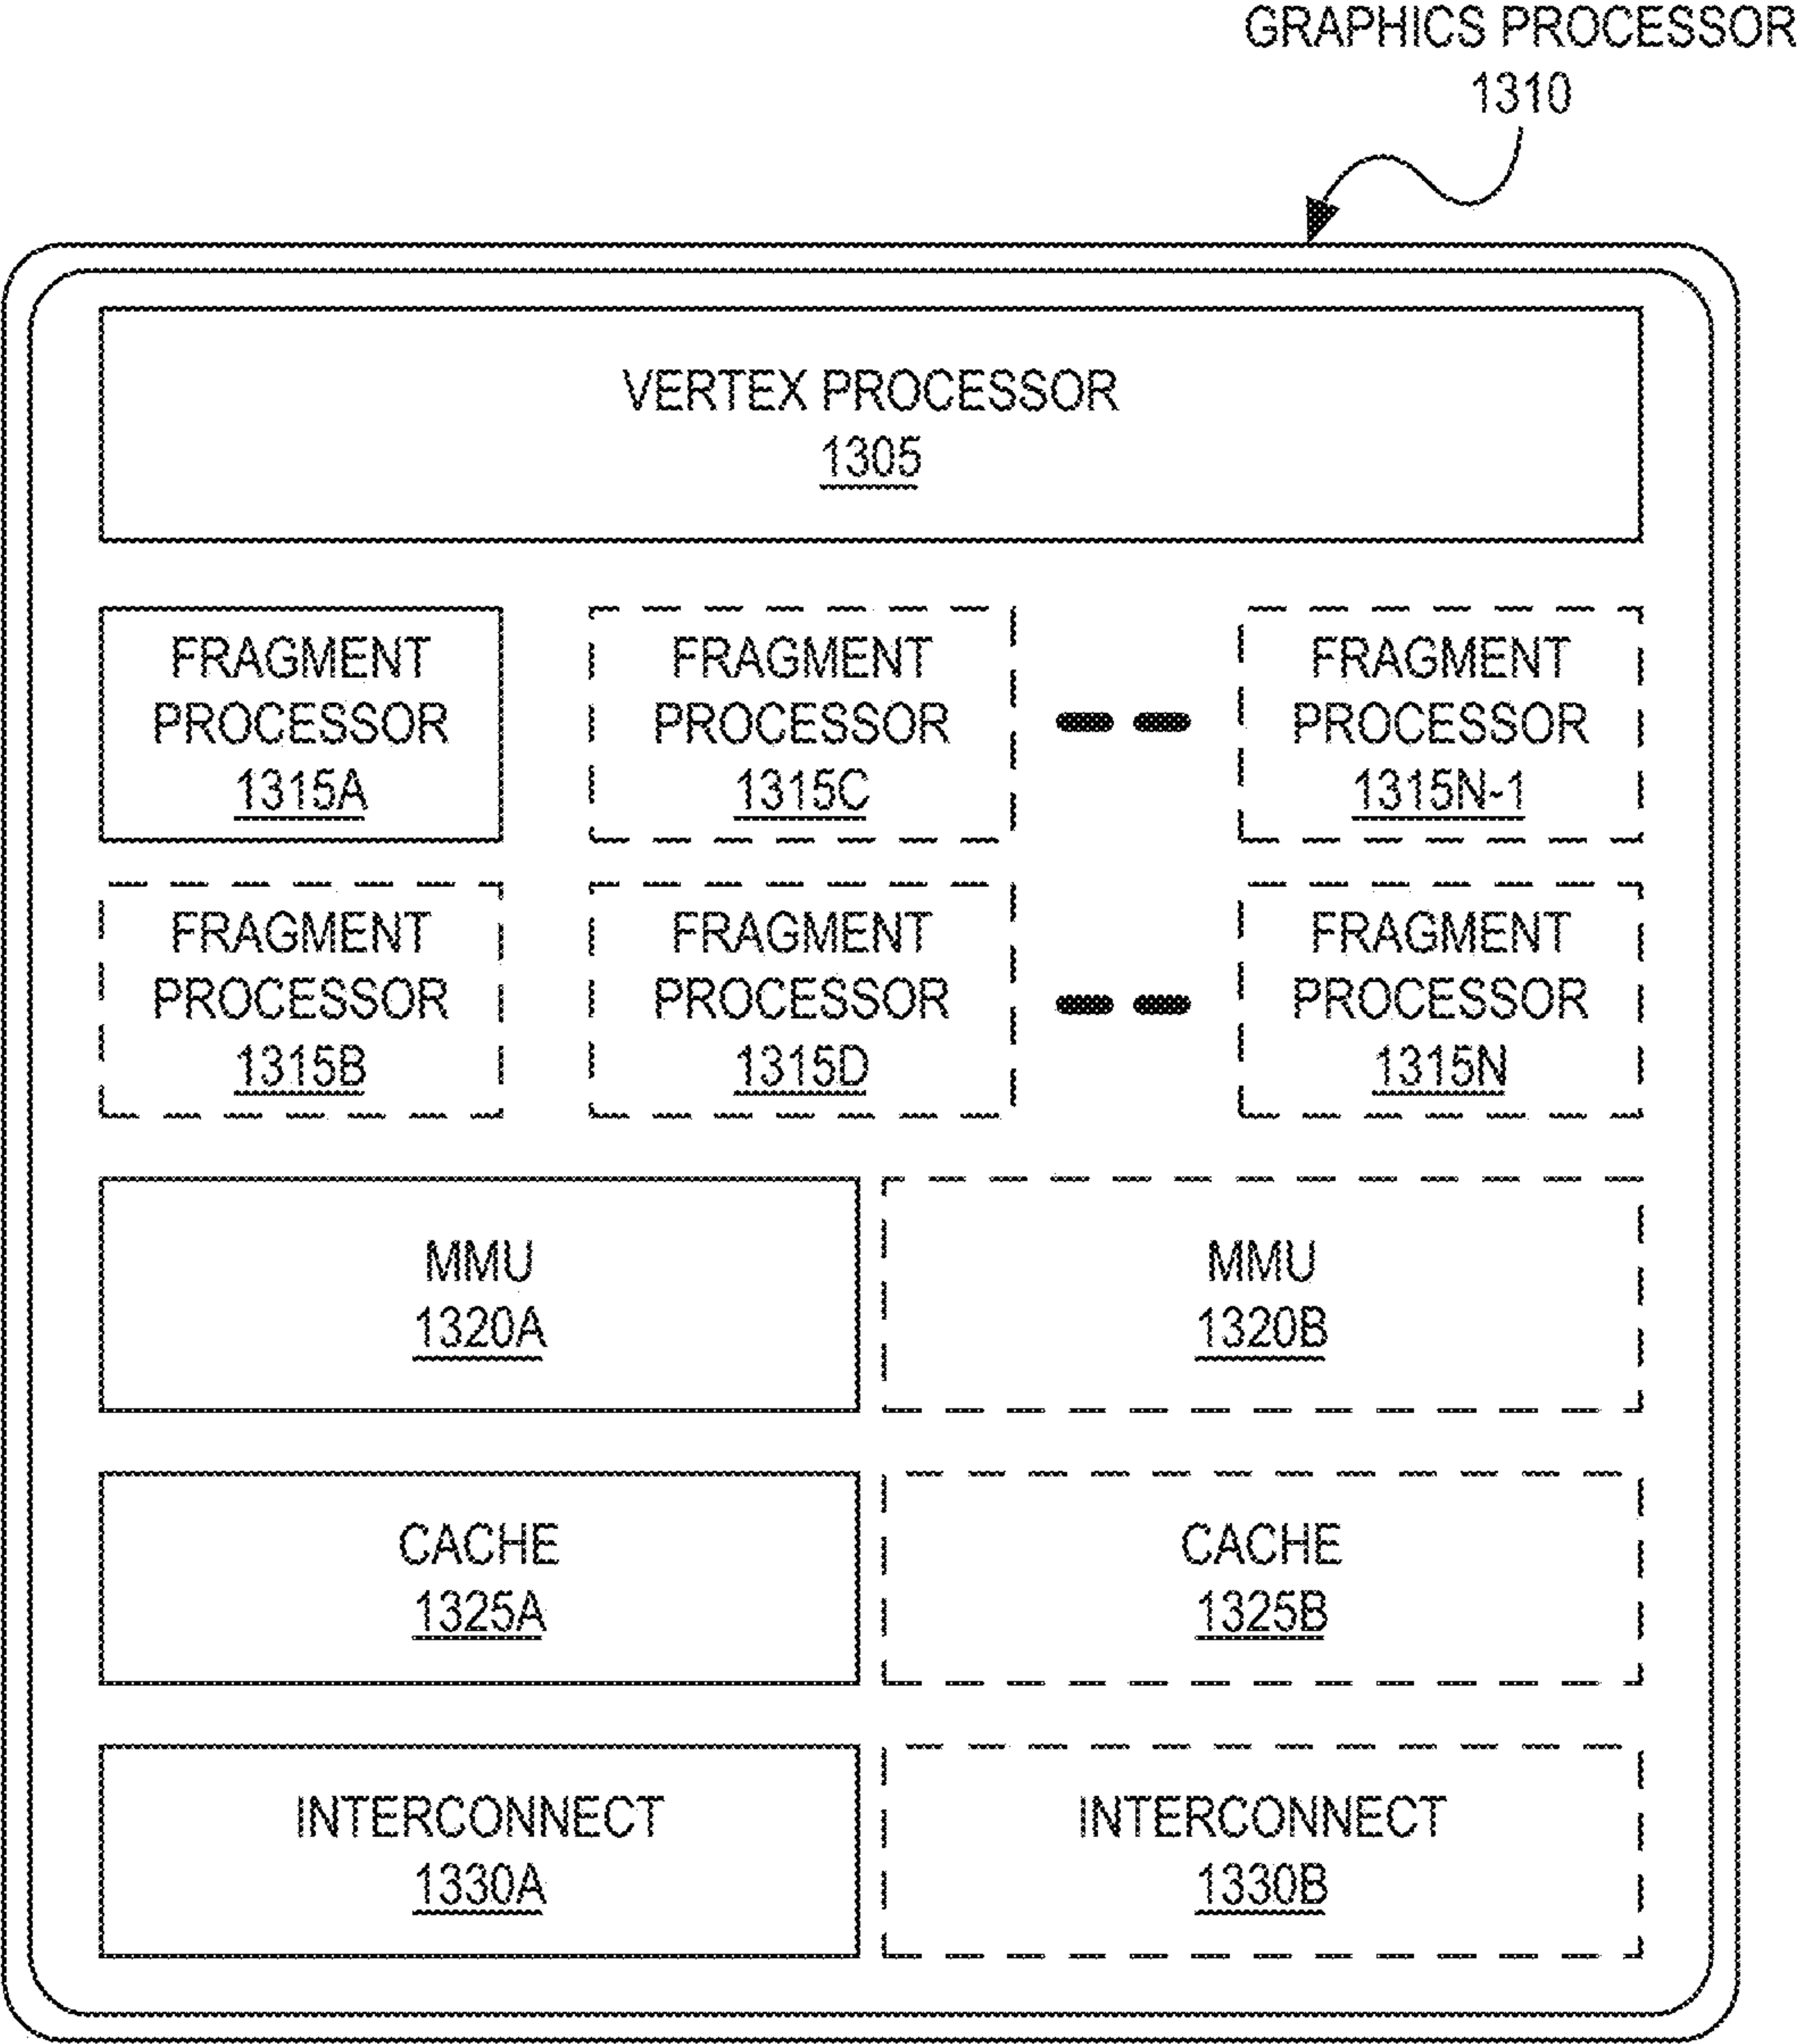 GRAPHICS PROCESSOR
1310
VERTEX PROCESSOR
1305
FRAGMENT
PROCESSOR
1315A
FRAGMENT
PROCESSOR
1315C
FRAGMENT
PROCESSOR
1315N-1
FRAGMENT
PROCESSOR
1315B
FRAGMENT
PROCESSOR
1315D
FRAGMENT
PROCESSOR
1315N
MMU
1320A
MMU
1320B
CACHE
1325A
CACHE
1325B
INTERCONNECT
1330A
INTERCONNECT
1330B